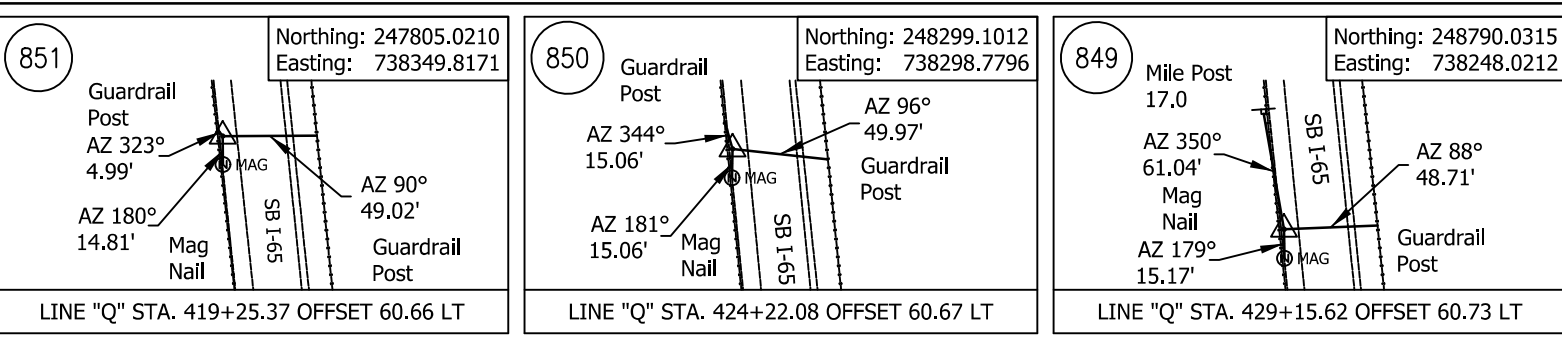 851
Northing: 247805.0210
Easting: 738349.8171
Guardrail
Post
AZ 323°
4.99'
MAG
AZ 90°
49.02'
AZ 180°
14.81'
Mag
Nail
SB I-65
Guardrail
Post
LINE "Q" STA. 419+25.37 OFFSET 60.66 LT
850
Northing: 248299.1012
Easting: 738298.7796
Guardrail
Post
AZ 96°
49.97'
AZ 344°
15.06'
Guardrail
Post
N MAG
AZ 181°
15.06'
Mag
Nail
SB I-65
LINE "Q" STA. 424+22.08 OFFSET 60.67 LT
849
Northing: 248790.0315
Easting: 738248.0212
Mile Post
17.0
SB I-65
AZ 350°
61.04'
AZ 88°
48.71'
Mag
Nail
Guardrail
Post
AZ 179°
15.17'
N MAG
LINE "Q" STA. 429+15.62 OFFSET 60.73 LT